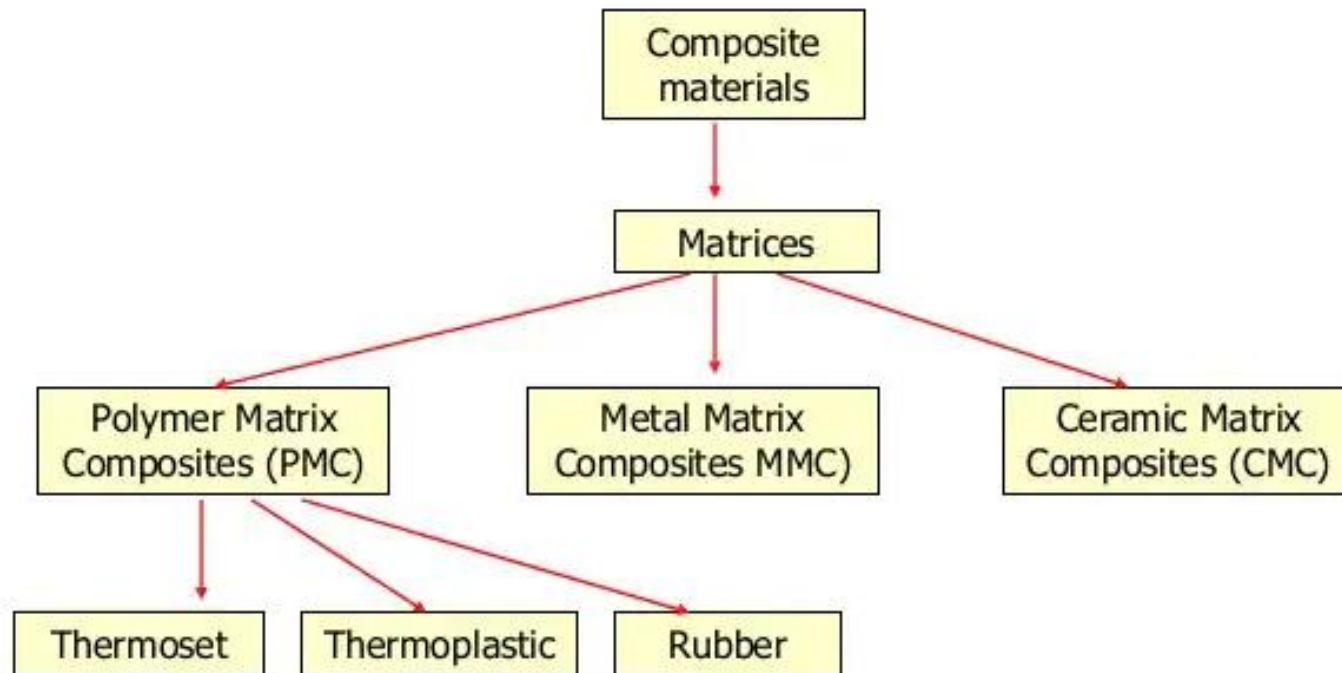 Composite
materials
Matrices
Polymer Matrix
Composites (PMC)
Metal Matrix
Composites MMC)
Ceramic Matrix
Composites (CMC)
Thermoset
Thermoplastic
Rubber